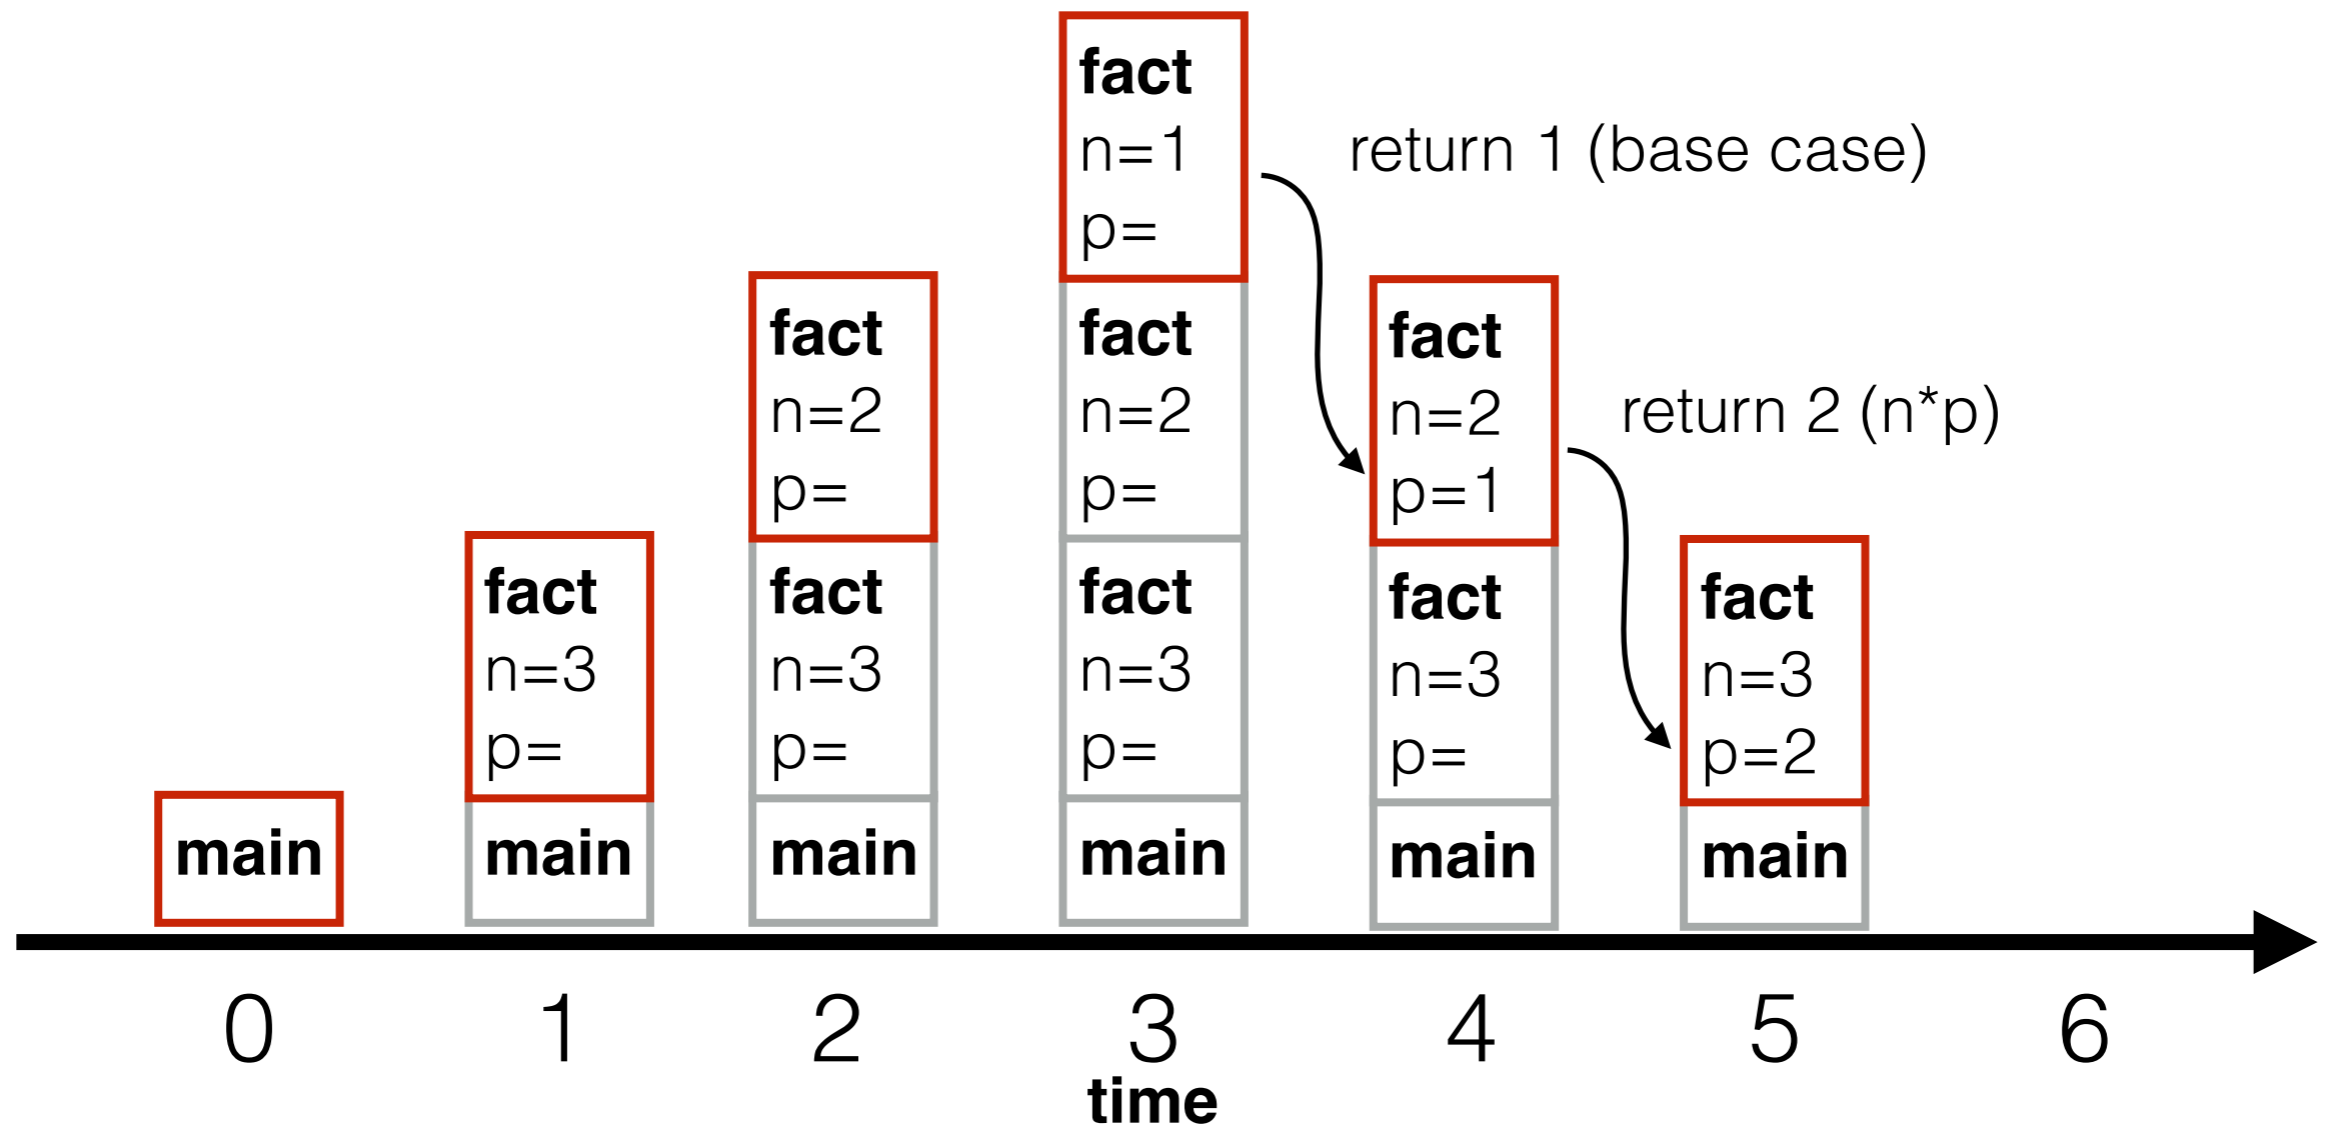 main
fact
n=3
p=
main
fact
n=2
p=
fact
n=3
p=
main
fact
n=1
p=
fact
n=2
p=
fact
n=3
p=
main
return 1 (base case)
fact
n=2
p=1
fact
n=3
p=
main
return 2 (n*p)
fact
n=3
p=2
main
0 1 2 3 4 5 6
time